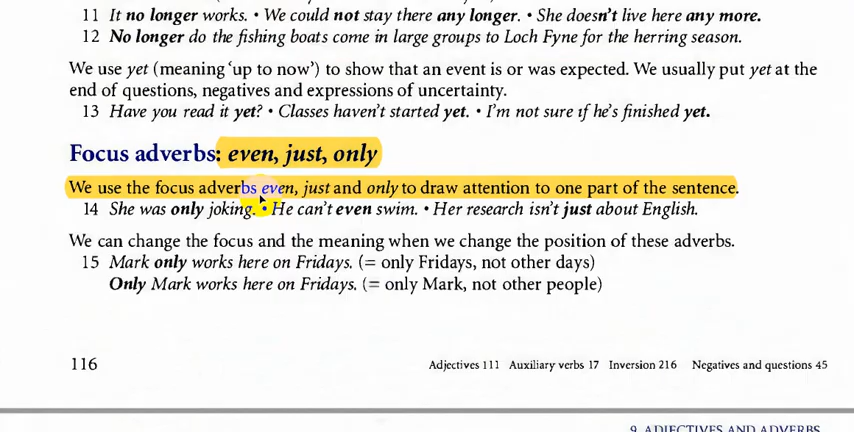 11 It no longer works. • We could not stay there any longer. • She doesn't live here any more.
12 No longer do the fishing boats come in large groups to Loch Fyne for the herring season.
We use yet (meaning 'up to now') to show that an event is or was expected. We usually put yet at the
end of questions, negatives and expressions of uncertainty.
13 Have you read it yet? • Classes haven't started yet. • I'm not sure if he's finished yet.
Focus adverbs: even, just, only
We use the focus adverbs even, just and only to draw attention to one part of the sentence.
14 She was only joking. • He can't even swim. • Her research isn't just about English.
We can change the focus and the meaning when we change the position of these adverbs.
15 Mark only works here on Fridays. (= only Fridays, not other days)
Only Mark works here on Fridays. (= only Mark, not other people)
116 Adjectives 111 Auxiliary verbs 17 Inversion 216 Negatives and questions 45
9 ADJECTIVES AND ADVERBS